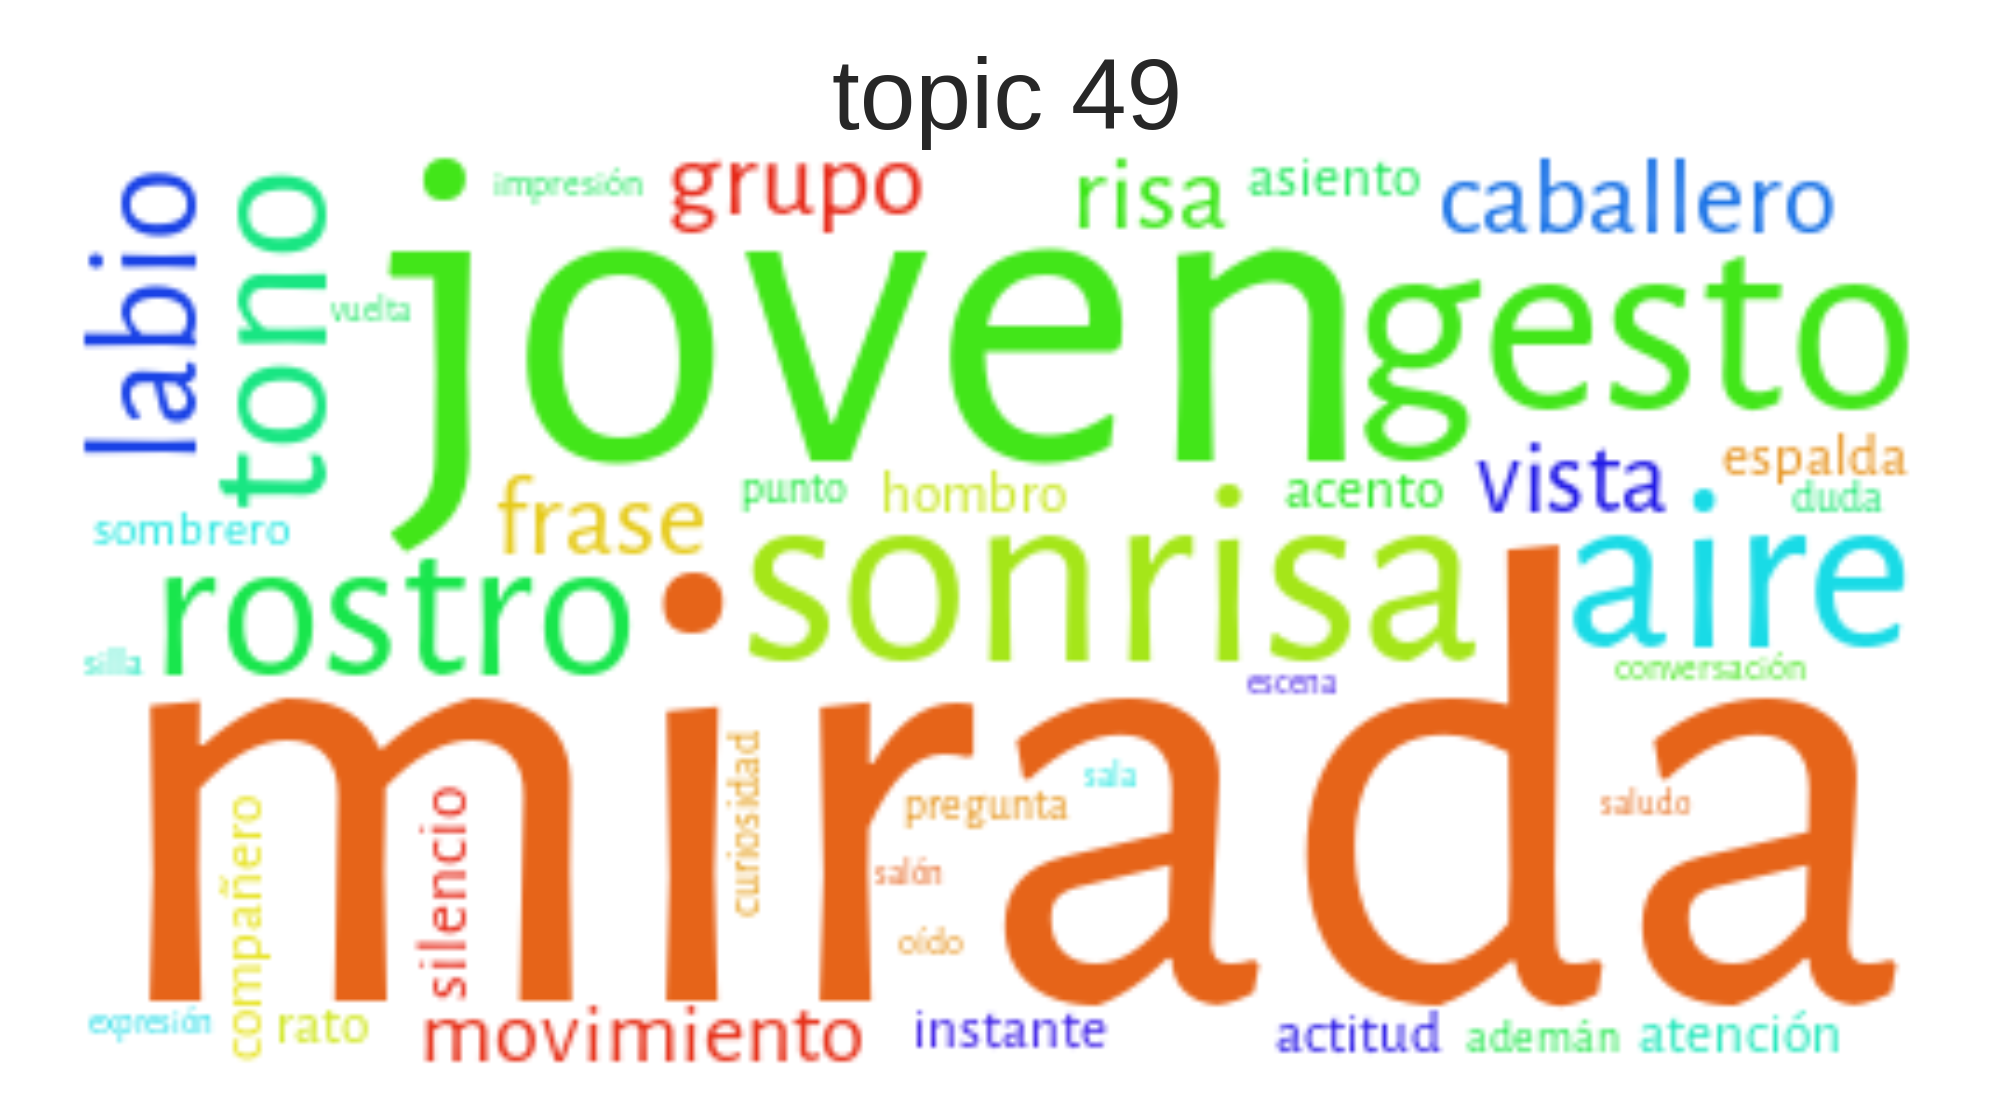 topic 49
labio
tono
impresión
grupo
risa
asiento
caballero
vuelta
joven
gesto
sombrero
frase
punto
hombro
acento
vista
espalda
duda
rostro
sonrisa
aire
silla
escena
conversación
mirada
compañero
silencio
curiosidad
pregunta
sala
saludo
salón
oído
expresión
rato
movimiento
instante
actitud
ademán
atención